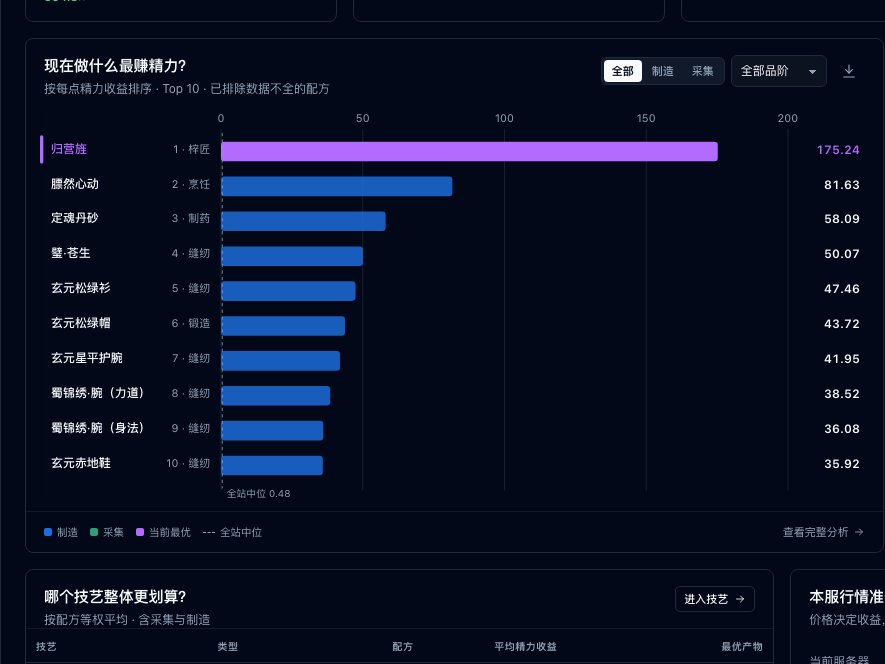 现在做什么最赚精力?
按每点精力收益排序 · Top 10 · 已排除数据不全的配方
全部 制造 采集 全部品阶
0 50 100 150 200
归营旌 1 · 梓匠 175.24
膘然心动 2 · 烹饪 81.63
定魂丹砂 3 · 制药 58.09
璧·苍生 4 · 缝纫 50.07
玄元松绿衫 5 · 缝纫 47.46
玄元松绿帽 6 · 锻造 43.72
玄元星平护腕 7 · 缝纫 41.95
蜀锦绣·腕（力道） 8 · 缝纫 38.52
蜀锦绣·腕（身法） 9 · 缝纫 36.08
玄元赤地鞋 10 · 缝纫 35.92
全站中位 0.48
制造 采集 当前最优 --- 全站中位 查看完整分析 →
哪个技艺整体更划算? 进入技艺 →
按配方等权平均 · 含采集与制造
技艺 类型 配方 平均精力收益 最优产物
本服行情准
价格决定收益,
当前服务器